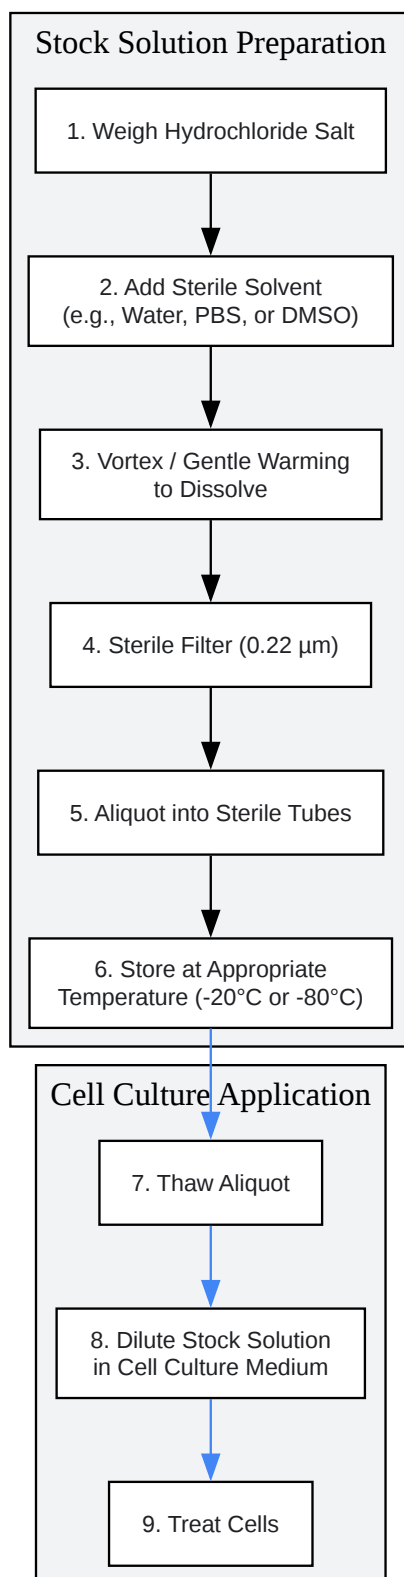 Stock Solution Preparation
1. Weigh Hydrochloride Salt
2. Add Sterile Solvent
(e.g., Water, PBS, or DMSO)
3. Vortex / Gentle Warming
to Dissolve
4. Sterile Filter (0.22 µm)
5. Aliquot into Sterile Tubes
6. Store at Appropriate
Temperature (-20°C or -80°C)
Cell Culture Application
7. Thaw Aliquot
8. Dilute Stock Solution
in Cell Culture Medium
9. Treat Cells